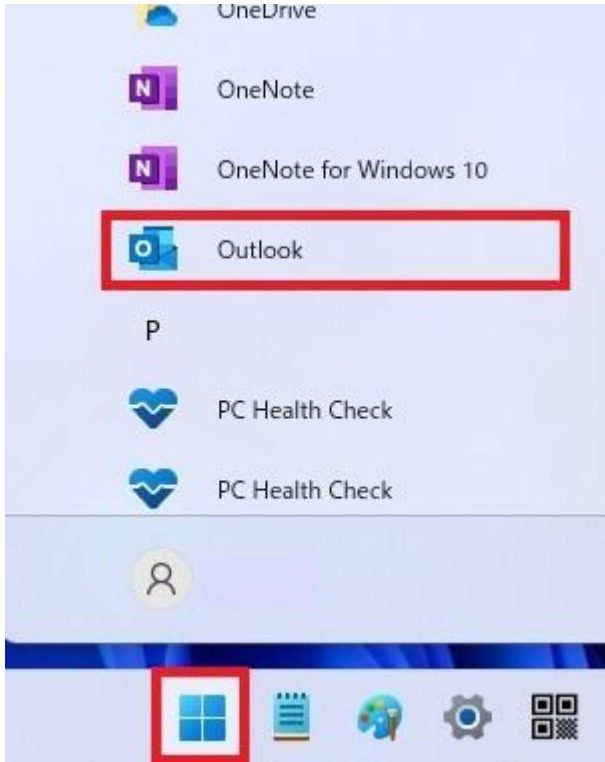 OneDrive
N OneNote
N OneNote for Windows 10
O Outlook
P
PC Health Check
PC Health Check